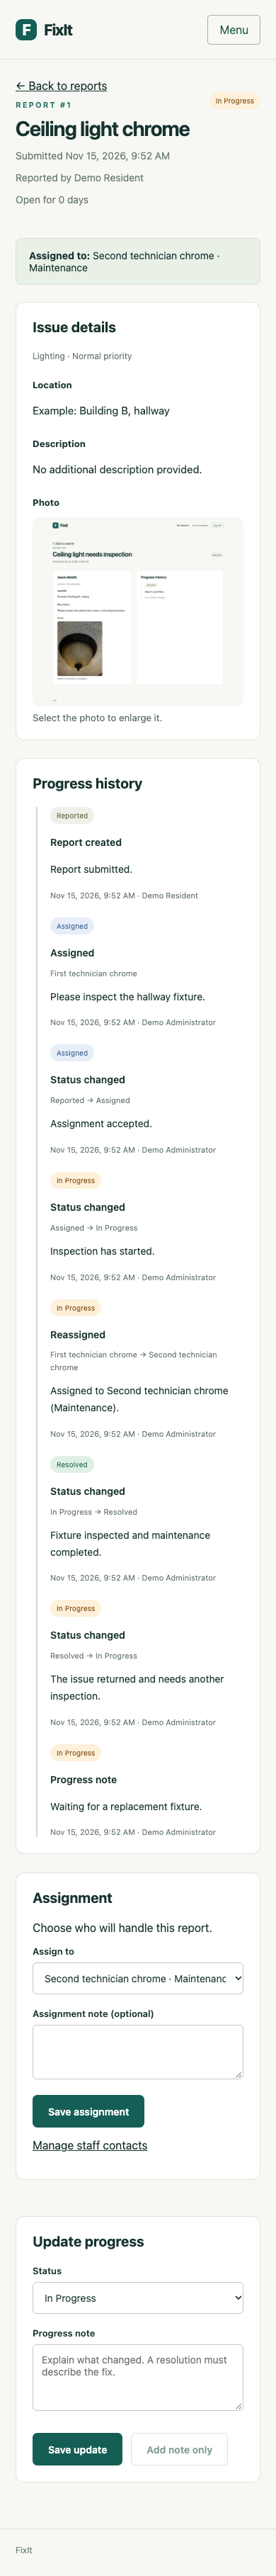 F FixIt
Menu
← Back to reports
In Progress
REPORT #1
Ceiling light chrome
Submitted Nov 15, 2026, 9:52 AM
Reported by Demo Resident
Open for 0 days
Assigned to: Second technician chrome ·
Maintenance
Issue details
Lighting · Normal priority
Location
Example: Building B, hallway
Description
No additional description provided.
Photo
FixIt
Ceiling light needs inspection
Issue details
Progress history
Select the photo to enlarge it.
Progress history
Reported
Report created
Report submitted.
Nov 15, 2026, 9:52 AM · Demo Resident
Assigned
Assigned
First technician chrome
Please inspect the hallway fixture.
Nov 15, 2026, 9:52 AM · Demo Administrator
Assigned
Status changed
Reported → Assigned
Assignment accepted.
Nov 15, 2026, 9:52 AM · Demo Administrator
In Progress
Status changed
Assigned → In Progress
Inspection has started.
Nov 15, 2026, 9:52 AM · Demo Administrator
In Progress
Reassigned
First technician chrome → Second technician
chrome
Assigned to Second technician chrome
(Maintenance).
Nov 15, 2026, 9:52 AM · Demo Administrator
Resolved
Status changed
In Progress → Resolved
Fixture inspected and maintenance
completed.
Nov 15, 2026, 9:52 AM · Demo Administrator
In Progress
Status changed
Resolved → In Progress
The issue returned and needs another
inspection.
Nov 15, 2026, 9:52 AM · Demo Administrator
In Progress
Progress note
Waiting for a replacement fixture.
Nov 15, 2026, 9:52 AM · Demo Administrator
Assignment
Choose who will handle this report.
Assign to
Second technician chrome · Maintenanc
Assignment note (optional)
Save assignment
Manage staff contacts
Update progress
Status
In Progress
Progress note
Explain what changed. A resolution must
describe the fix.
Save update
Add note only
FixIt